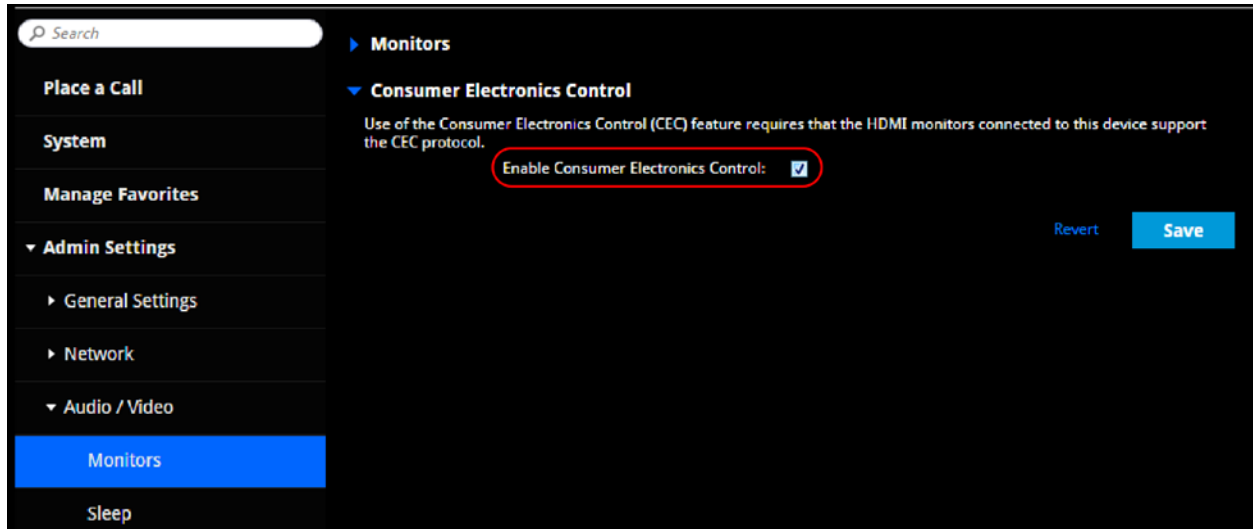 Search
Place a Call
System
Manage Favorites
Admin Settings
General Settings
Network
Audio / Video
Monitors
Sleep
Monitors
Consumer Electronics Control
Use of the Consumer Electronics Control (CEC) feature requires that the HDMI monitors connected to this device support
the CEC protocol.
Enable Consumer Electronics Control:
Revert
Save